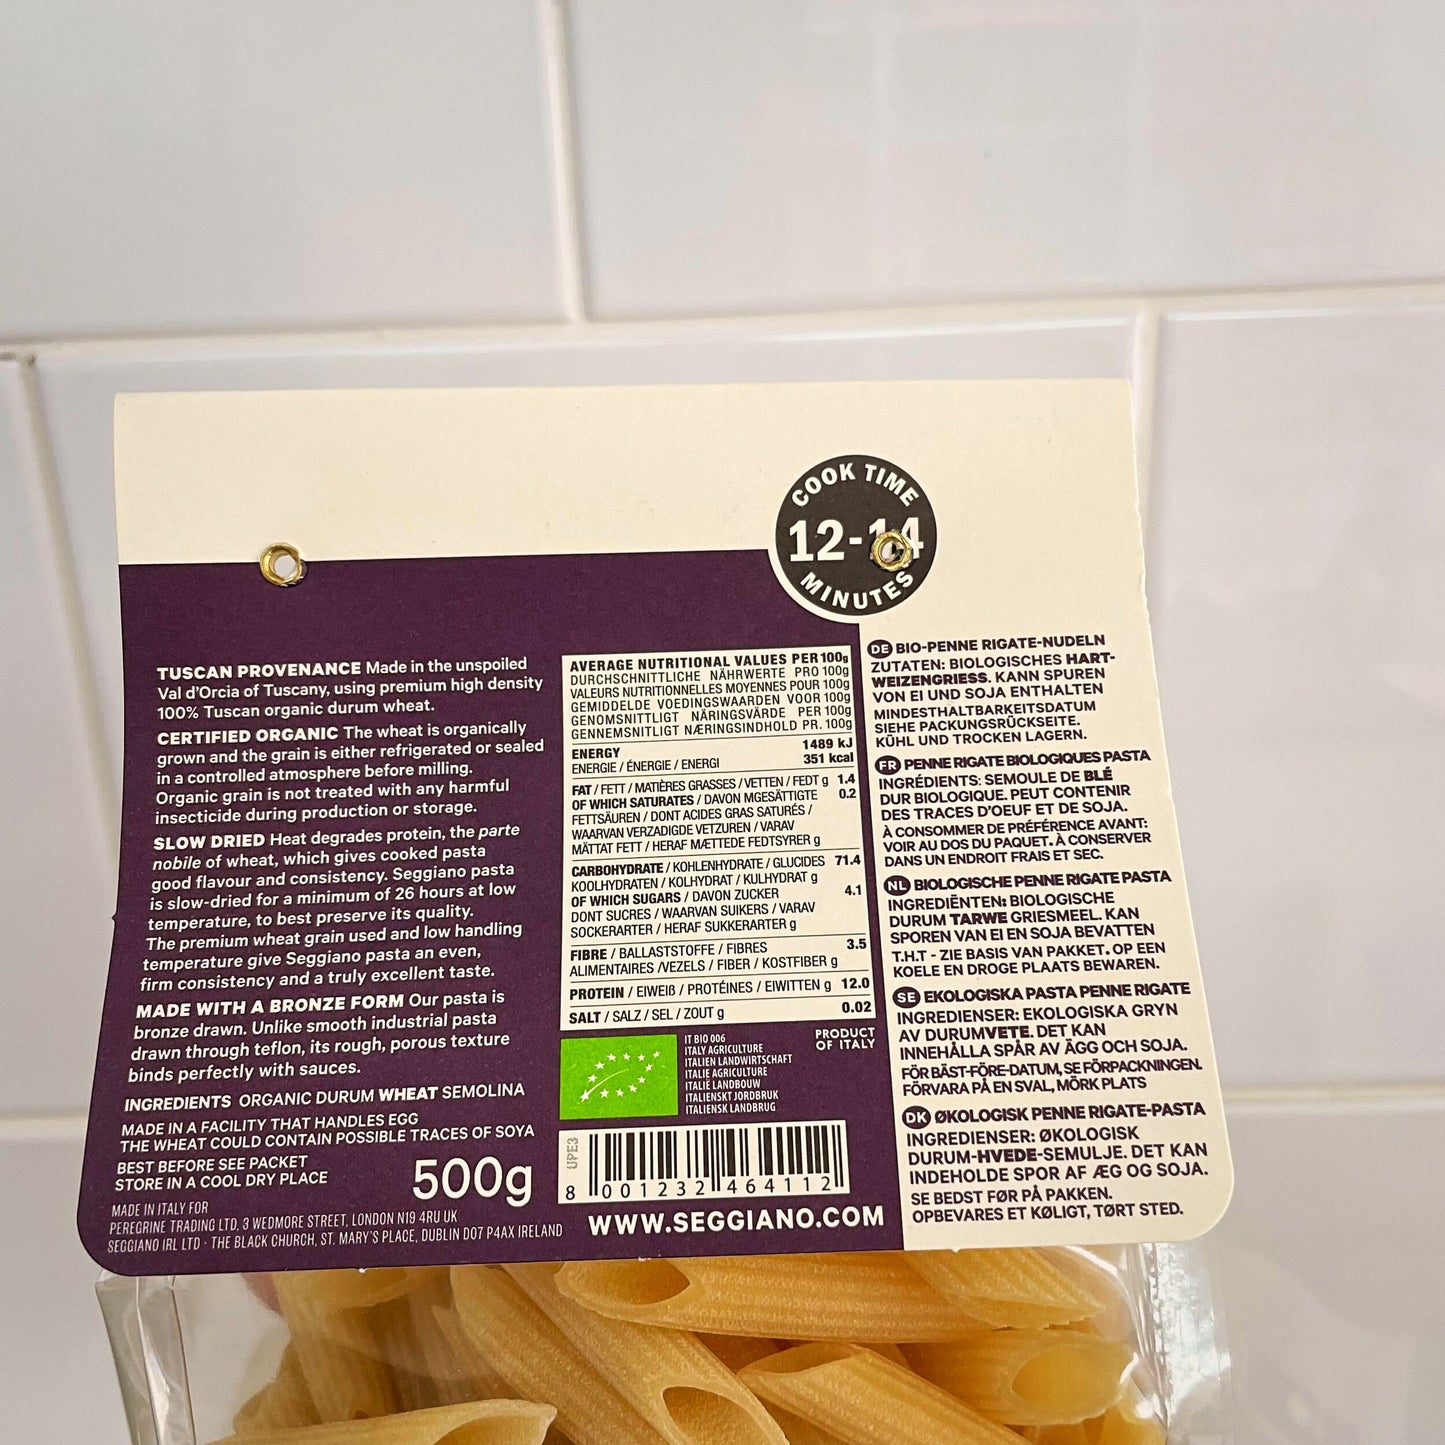 COOK TIME
12-14
MINUTES
TUSCAN PROVENANCE Made in the unspoiled
Val d'Orcia of Tuscany, using premium high density
100% Tuscan organic durum wheat.
CERTIFIED ORGANIC The wheat is organically
grown and the grain is either refrigerated or sealed
in a controlled atmosphere before milling.
Organic grain is not treated with any harmful
insecticide during production or storage.
SLOW DRIED Heat degrades protein, the parte
nobile of wheat, which gives cooked pasta
good flavour and consistency. Seggiano pasta
is slow-dried for a minimum of 26 hours at low
temperature, to best preserve its quality.
The premium wheat grain used and low handling
temperature give Seggiano pasta an even,
firm consistency and a truly excellent taste.
MADE WITH A BRONZE FORM Our pasta is
bronze drawn. Unlike smooth industrial pasta
drawn through teflon, its rough, porous texture
binds perfectly with sauces.
INGREDIENTS ORGANIC DURUM WHEAT SEMOLINA
MADE IN A FACILITY THAT HANDLES EGG
THE WHEAT COULD CONTAIN POSSIBLE TRACES OF SOYA
BEST BEFORE SEE PACKET
STORE IN A COOL DRY PLACE
500g
MADE IN ITALY FOR
PEREGRINE TRADING LTD, 3 WEDMORE STREET, LONDON N19 4RU UK
SEGGIANO IRL LTD · THE BLACK CHURCH, ST. MARY'S PLACE, DUBLIN D07 P4AX IRELAND
AVERAGE NUTRITIONAL VALUES PER 100g
DURCHSCHNITTLICHE NÄHRWERTE PRO 100g
VALEURS NUTRITIONNELLES MOYENNES POUR 100g
GEMIDDELDE VOEDINGSWAARDEN VOOR 100g
GENOMSNITTLIGT NÄRINGSVÄRDE PER 100g
GENNEMSNITLIGT NÆRINGSINDHOLD PR. 100g
ENERGY 1489 kJ
ENERGIE / ÉNERGIE / ENERGI 351 kcal
FAT / FETT / MATIÈRES GRASSES / VETTEN / FEDT g 1.4
OF WHICH SATURATES / DAVON MGESÄTTIGTE 0.2
FETTSÄUREN / DONT ACIDES GRAS SATURÉS /
WAARVAN VERZADIGDE VETZUREN / VARAV
MÄTTAT FETT / HERAF MÆTTEDE FEDTSYRER g
CARBOHYDRATE / KOHLENHYDRATE / GLUCIDES 71.4
KOOLHYDRATEN / KOLHYDRAT / KULHYDRAT g
OF WHICH SUGARS / DAVON ZUCKER 4.1
DONT SUCRES / WAARVAN SUIKERS / VARAV
SOCKERARTER / HERAF SUKKERARTER g
FIBRE / BALLASTSTOFFE / FIBRES 3.5
ALIMENTAIRES /VEZELS / FIBER / KOSTFIBER g
PROTEIN / EIWEIß / PROTÉINES / EIWITTEN g 12.0
SALT / SALZ / SEL / ZOUT g 0.02
IT BIO 006
ITALY AGRICULTURE
ITALIEN LANDWIRTSCHAFT
ITALIE AGRICULTURE
ITALIË LANDBOUW
ITALIENSKT JORDBRUK
ITALIENSK LANDBRUG
PRODUCT
OF ITALY
UPE3
8 001232 464112
WWW.SEGGIANO.COM
DE BIO-PENNE RIGATE-NUDELN
ZUTATEN: BIOLOGISCHES HART-
WEIZENGRIESS. KANN SPUREN
VON EI UND SOJA ENTHALTEN
MINDESTHALTBARKEITSDATUM
SIEHE PACKUNGSRÜCKSEITE.
KÜHL UND TROCKEN LAGERN.
FR PENNE RIGATE BIOLOGIQUES PASTA
INGRÉDIENTS: SEMOULE DE BLÉ
DUR BIOLOGIQUE. PEUT CONTENIR
DES TRACES D'OEUF ET DE SOJA.
À CONSOMMER DE PRÉFÉRENCE AVANT:
VOIR AU DOS DU PAQUET. À CONSERVER
DANS UN ENDROIT FRAIS ET SEC.
NL BIOLOGISCHE PENNE RIGATE PASTA
INGREDIËNTEN: BIOLOGISCHE
DURUM TARWE GRIESMEEL. KAN
SPOREN VAN EI EN SOJA BEVATTEN
T.H.T - ZIE BASIS VAN PAKKET. OP EEN
KOELE EN DROGE PLAATS BEWAREN.
SE EKOLOGISKA PASTA PENNE RIGATE
INGREDIENSER: EKOLOGISKA GRYN
AV DURUMVETE. DET KAN
INNEHÅLLA SPÅR AV ÄGG OCH SOJA.
FÖR BÄST-FÖRE-DATUM, SE FÖRPACKNINGEN.
FÖRVARA PÅ EN SVAL, MÖRK PLATS
DK ØKOLOGISK PENNE RIGATE-PASTA
INGREDIENSER: ØKOLOGISK
DURUM-HVEDE-SEMULJE. DET KAN
INDEHOLDE SPOR AF ÆG OG SOJA.
SE BEDST FØR PÅ PAKKEN.
OPBEVARES ET KØLIGT, TØRT STED.